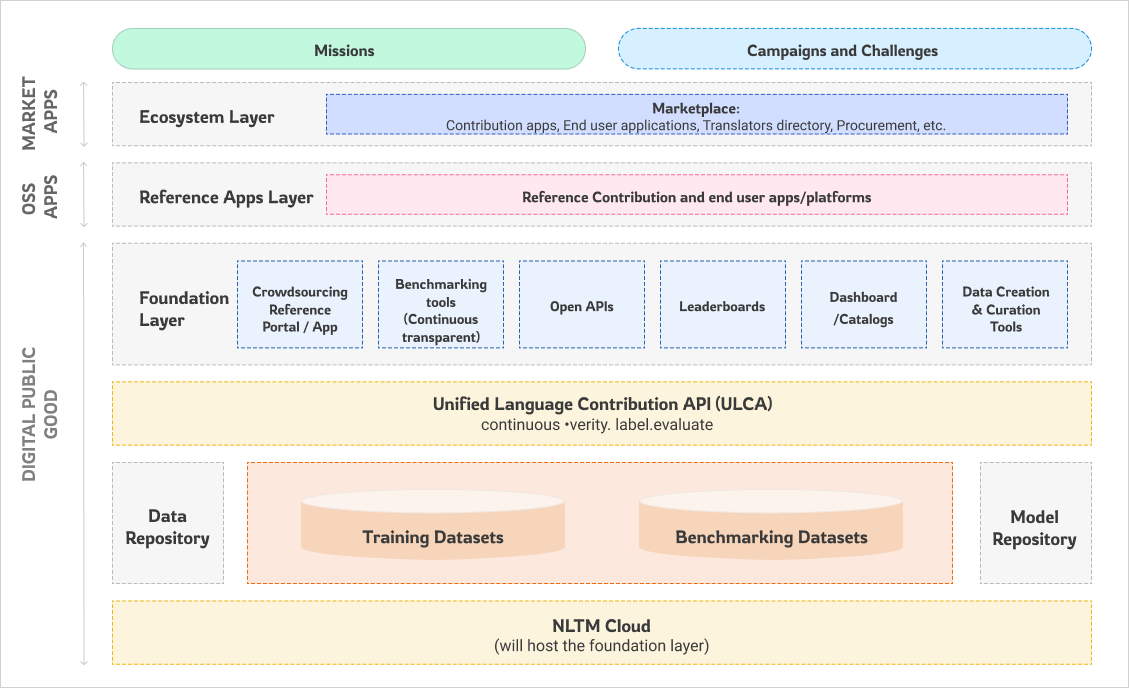 Missions
Campaigns and Challenges
MARKET
APPS
Ecosystem Layer
Marketplace:
Contribution apps, End user applications, Translators directory, Procurement, etc.
OSS
APPS
Reference Apps Layer
Reference Contribution and end user apps/platforms
DIGITAL PUBLIC
GOOD
Foundation
Layer
Crowdsourcing
Reference
Portal / App
Benchmarking
tools
(Continuous
transparent)
Open APIs
Leaderboards
Dashboard
/Catalogs
Data Creation
& Curation
Tools
Unified Language Contribution API (ULCA)
continuous •verity. label.evaluate
Data
Repository
Training Datasets
Benchmarking Datasets
Model
Repository
NLTM Cloud
(will host the foundation layer)